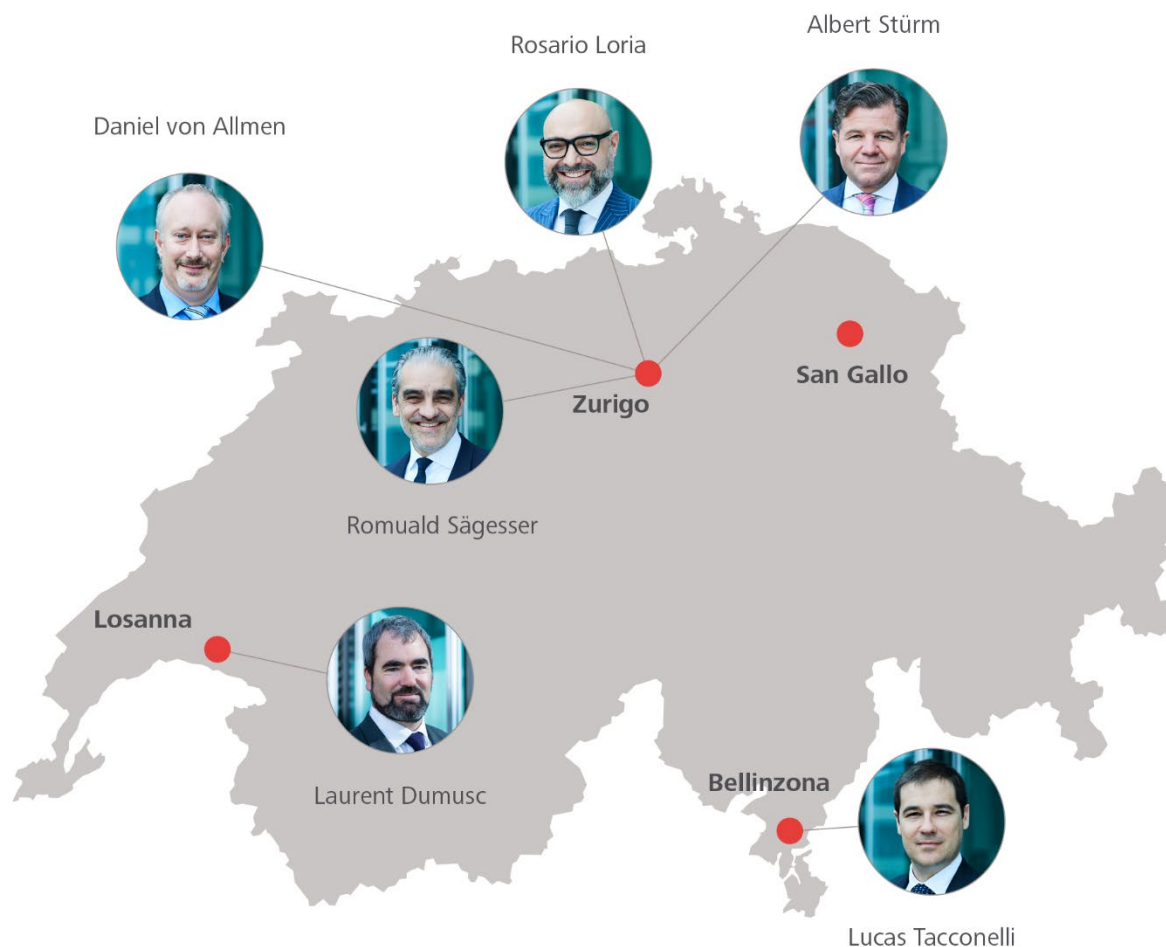 Albert Stürm
Rosario Loria
Daniel von Allmen
San Gallo
Zurigo
Romuald Sägesser
Losanna
Laurent Dumusc
Bellinzona
Lucas Tacconelli